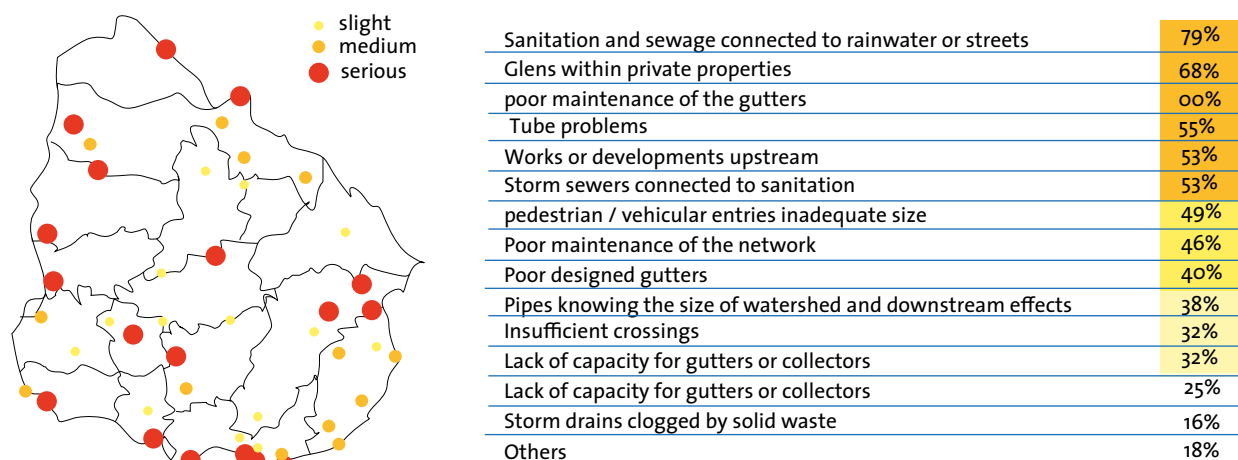 slight
medium
serious
Sanitation and sewage connected to rainwater or streets 79%
Glens within private properties 68%
poor maintenance of the gutters 00%
Tube problems 55%
Works or developments upstream 53%
Storm sewers connected to sanitation 53%
pedestrian / vehicular entries inadequate size 49%
Poor maintenance of the network 46%
Poor designed gutters 40%
Pipes knowing the size of watershed and downstream effects 38%
Insufficient crossings 32%
Lack of capacity for gutters or collectors 32%
Lack of capacity for gutters or collectors 25%
Storm drains clogged by solid waste 16%
Others 18%